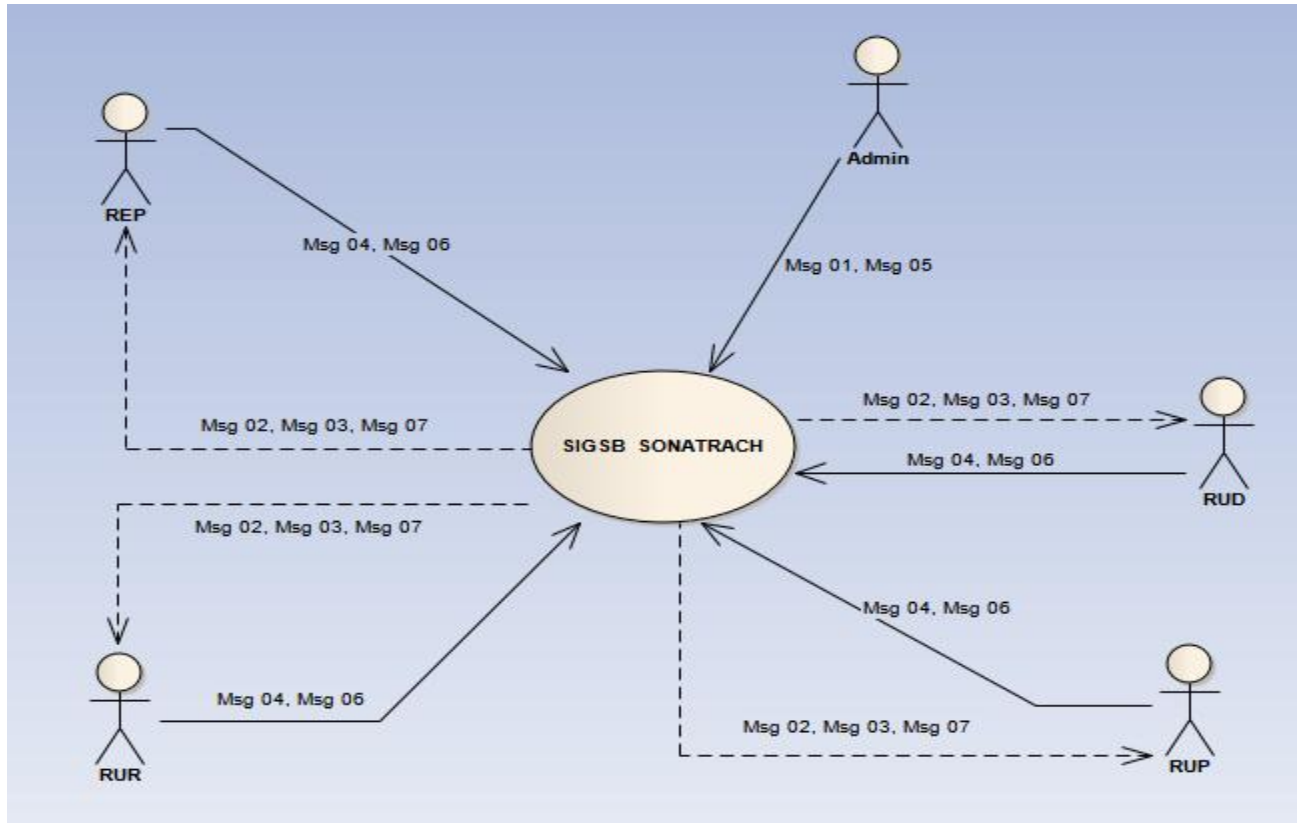 Admin
REP
Msg 04, Msg 06
Msg 01, Msg 05
Msg 02, Msg 03, Msg 07
Msg 02, Msg 03, Msg 07
SIGSB SONATRACH
Msg 04, Msg 06
RUD
Msg 02, Msg 03, Msg 07
Msg 04, Msg 06
Msg 04, Msg 06
Msg 02, Msg 03, Msg 07
RUP
RUR